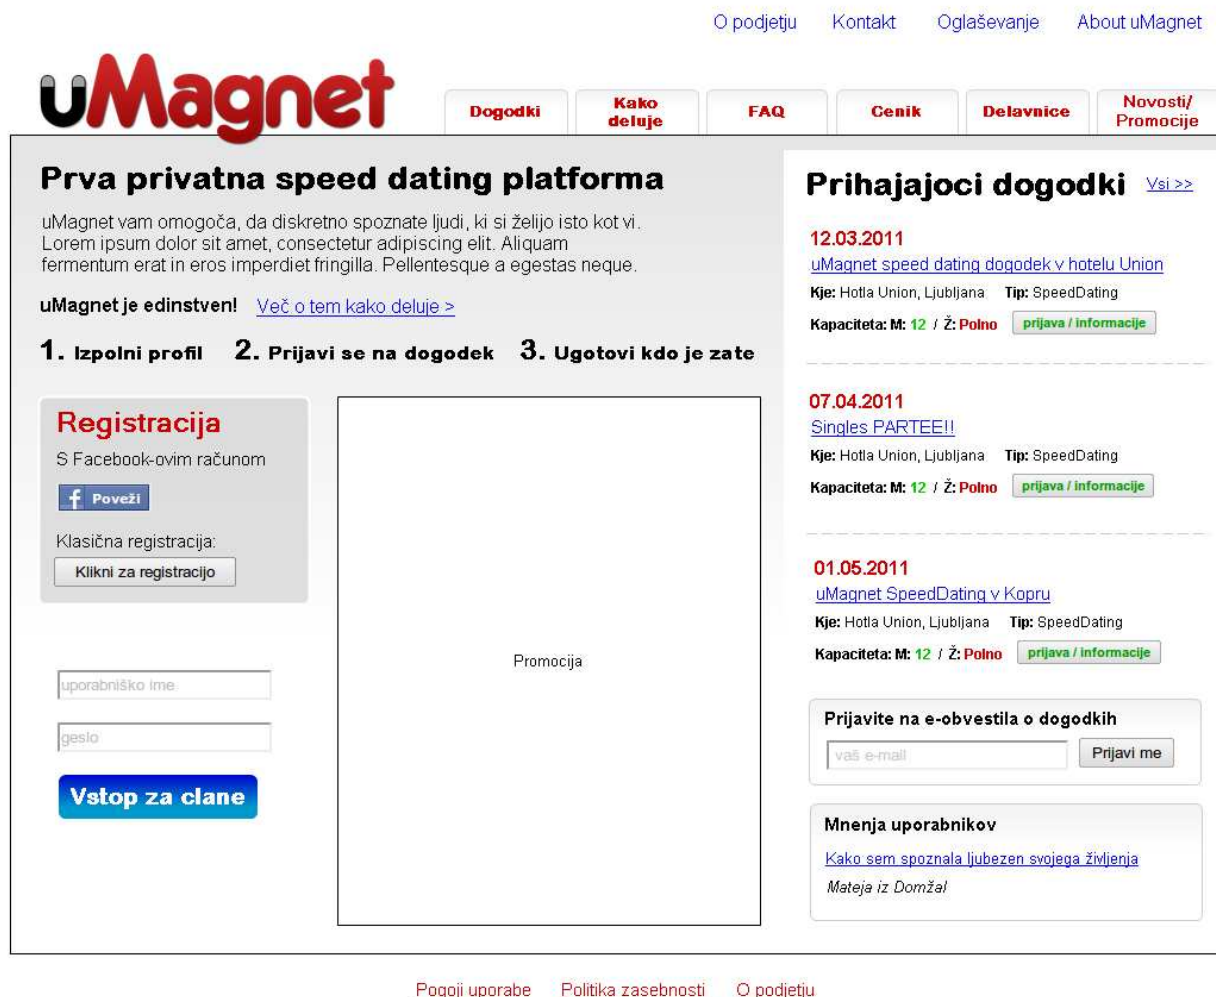 O podjetju Kontakt Oglaševanje About uMagnet
uMagnet
Dogodki Kako deluje FAQ Cenik Delavnice Novosti/ Promocije
Prva privatna speed dating platforma
uMagnet vam omogoča, da diskretno spoznate ljudi, ki si želijo isto kot vi.
Lorem ipsum dolor sit amet, consectetur adipiscing elit. Aliquam
fermentum erat in eros imperdiet fringilla. Pellentesque a egestas neque.
uMagnet je edinstven! Več o tem kako deluje >
1. Izpolni profil 2. Prijavi se na dogodek 3. Ugotovi kdo je zate
Registracija
S Facebook-ovim računom
f Poveži
Klasična registracija:
Klikni za registracijo
uporabniško ime
geslo
Vstop za clane
Promocija
Prihajajoci dogodki Vsi >>
12.03.2011
uMagnet speed dating dogodek v hotelu Union
Kje: Hotla Union, Ljubljana Tip: SpeedDating
Kapaciteta: M: 12 / Ž: Polno prijava / informacije
07.04.2011
Singles PARTEE!!
Kje: Hotla Union, Ljubljana Tip: SpeedDating
Kapaciteta: M: 12 / Ž: Polno prijava / informacije
01.05.2011
uMagnet SpeedDating v Kopru
Kje: Hotla Union, Ljubljana Tip: SpeedDating
Kapaciteta: M: 12 / Ž: Polno prijava / informacije
Prijavite na e-obvestila o dogodkih
vaš e-mail Prijavi me
Mnenja uporabnikov
Kako sem spoznala ljubezen svojega življenja
Mateja iz Domžal
Pogoji uporabe Politika zasebnosti O podjetju